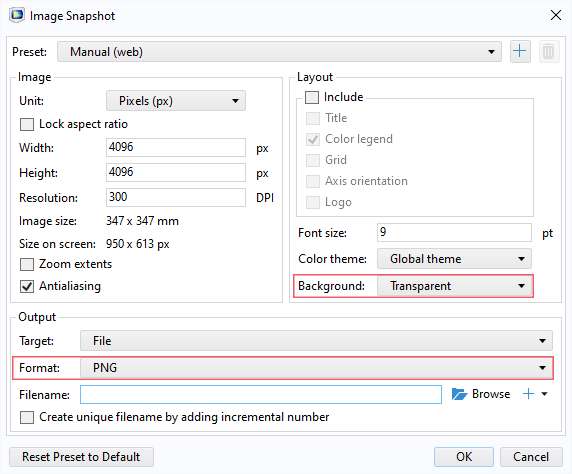 Image Snapshot
Preset: Manual (web)
Image
Unit: Pixels (px)
Lock aspect ratio
Width: 4096 px
Height: 4096 px
Resolution: 300 DPI
Image size: 347 x 347 mm
Size on screen: 950 x 613 px
Zoom extents
Antialiasing
Layout
Include
Title
Color legend
Grid
Axis orientation
Logo
Font size: 9 pt
Color theme: Global theme
Background: Transparent
Output
Target: File
Format: PNG
Filename: Browse
Create unique filename by adding incremental number
Reset Preset to Default OK Cancel